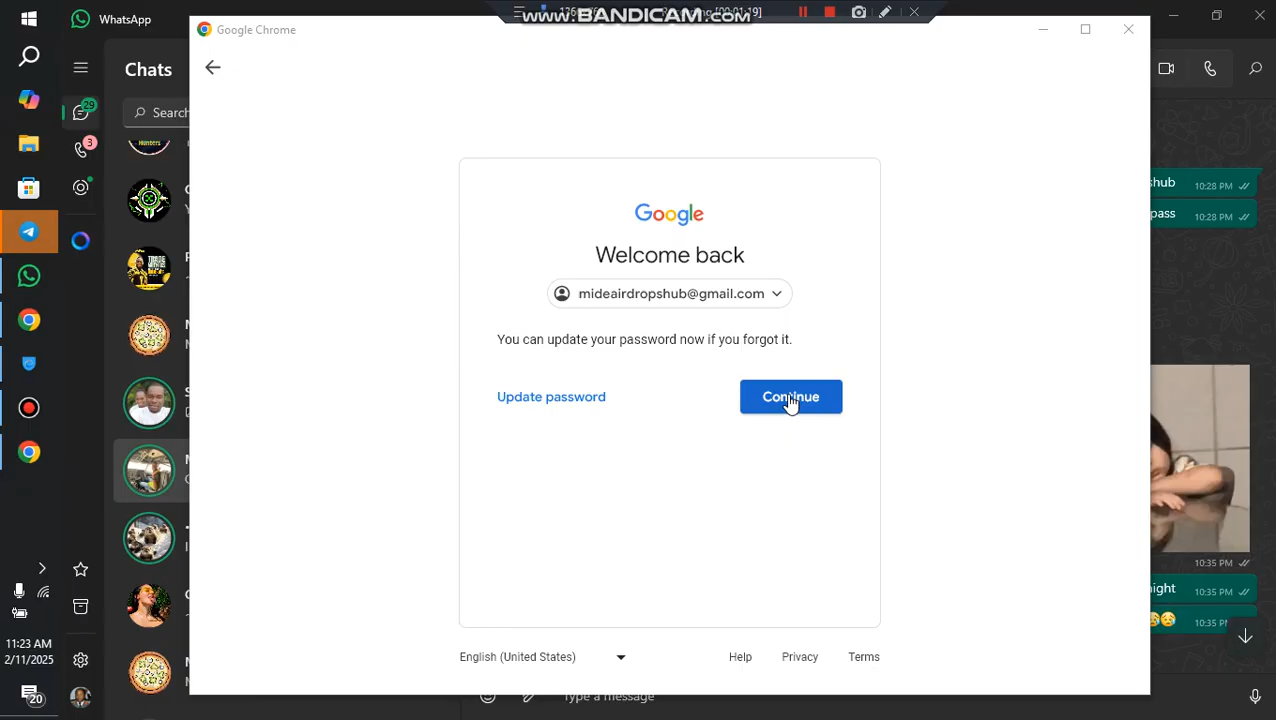 WhatsApp
www.BANDICAM.com
Google Chrome
Chats
29
Search
3
shub
10:28 PM
pass
10:28 PM
Google
Welcome back
mideairdropshub@gmail.com
You can update your password now if you forgot it.
Update password
Continue
10:35 PM
ight
10:35 PM
10:35 PM
English (United States)
Help
Privacy
Terms
11:23 AM
2/11/2025
20
Type a message